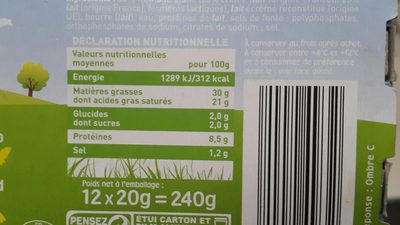 lait (origine France), ferments lactiques, lait écrémé reconstitué (origine
UE), beurre (lait), eau, protéines de lait, sels de fonte : polyphosphates,
orthophosphates de sodium, citrates de sodium ; sel.
DÉCLARATION NUTRITIONNELLE
Valeurs nutritionnelles
moyennes pour 100g
Energie 1289 kJ/312 kcal
Matières grasses 30 g
dont acides gras saturés 21 g
Glucides 2,0 g
dont sucres 2,0 g
Protéines 8,5 g
Sel 1,2 g
Poids net à l'emballage :
12 x 20g = 240g
PENSEZ
ÉTUI CARTON ET
À conserver au frais après achat.
À conserver entre +4°C et +12°C
et à consommer de préférence
ponse : Ombre C